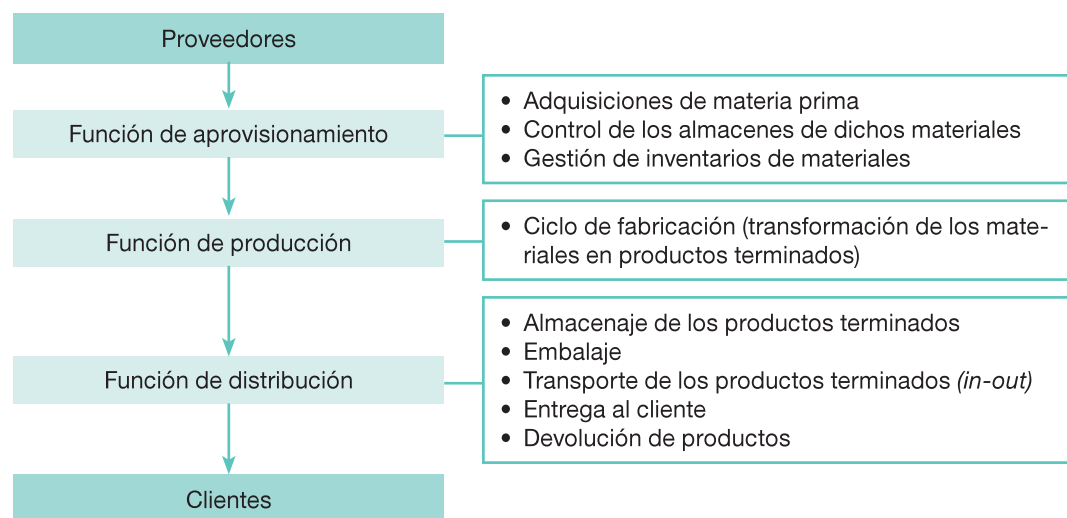 Proveedores
Función de aprovisionamiento
• Adquisiciones de materia prima
• Control de los almacenes de dichos materiales
• Gestión de inventarios de materiales
Función de producción
• Ciclo de fabricación (transformación de los mate-
riales en productos terminados)
Función de distribución
• Almacenaje de los productos terminados
• Embalaje
• Transporte de los productos terminados (in-out)
• Entrega al cliente
• Devolución de productos
Clientes